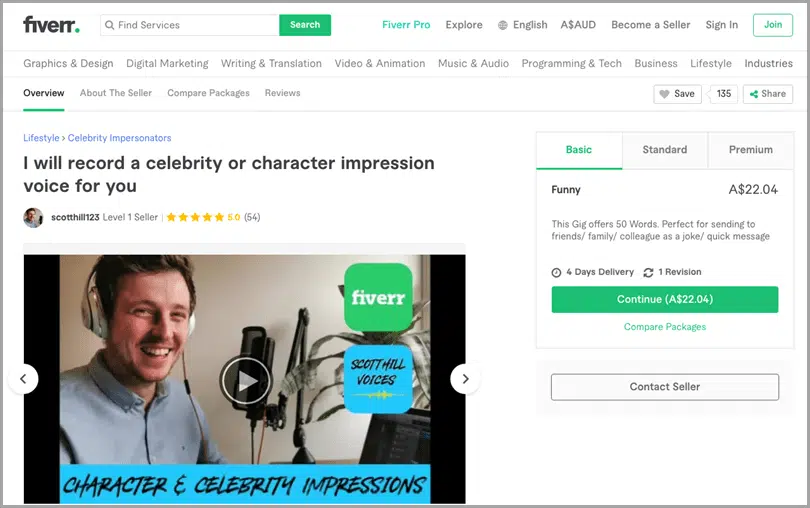 fiverr.
Find Services
Search
Fiverr Pro
Explore
English
A$AUD
Become a Seller
Sign In
Join
Graphics & Design
Digital Marketing
Writing & Translation
Video & Animation
Music & Audio
Programming & Tech
Business
Lifestyle
Industries
Overview
About The Seller
Compare Packages
Reviews
Save
135
Share
Lifestyle › Celebrity Impersonators
I will record a celebrity or character impression
voice for you
scotthill123 Level 1 Seller | 5.0 (54)
fiverr
SCOTTHILL
VOICES
CHARACTER & CELEBRITY IMPRESSIONS
Basic
Standard
Premium
Funny
A$22.04
This Gig offers 50 Words. Perfect for sending to
friends/ family/ colleague as a joke/ quick message
4 Days Delivery
1 Revision
Continue (A$22.04)
Compare Packages
Contact Seller